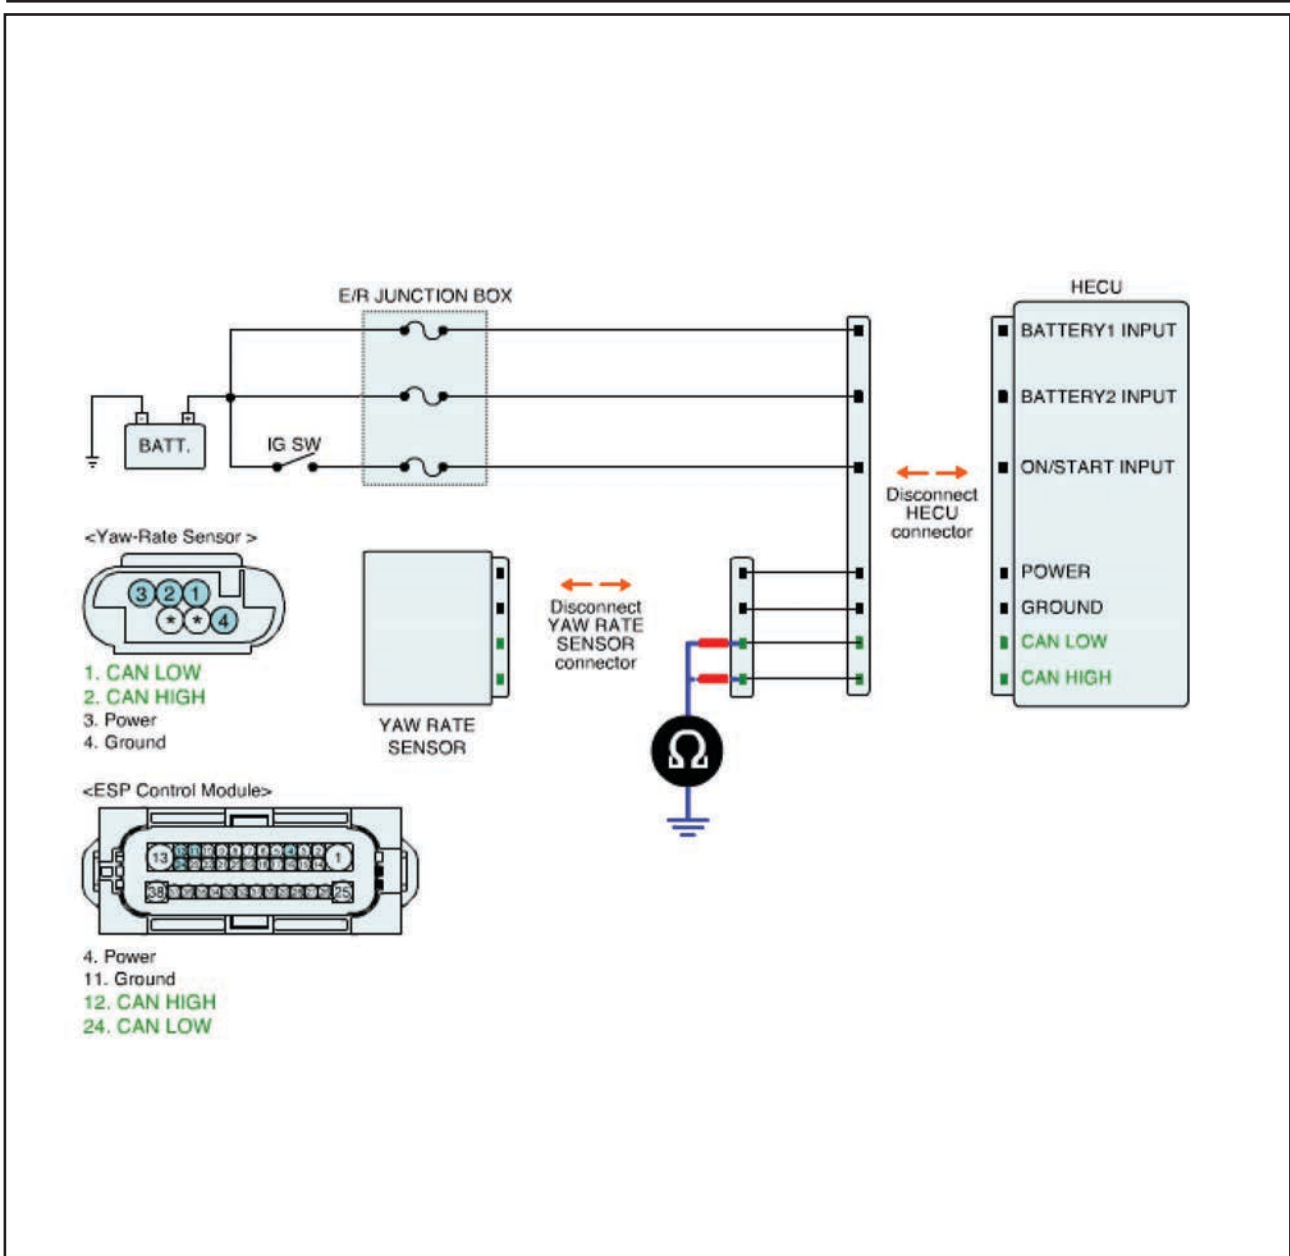 E/R JUNCTION BOX
HECU
BATTERY1 INPUT
BATTERY2 INPUT
- +
BATT.
IG SW
ON/START INPUT
Disconnect
HECU
connector
<Yaw-Rate Sensor >
3 2 1
* * 4
1. CAN LOW
2. CAN HIGH
3. Power
4. Ground
YAW RATE
SENSOR
Disconnect
YAW RATE
SENSOR
connector
POWER
GROUND
CAN LOW
CAN HIGH
Ω
<ESP Control Module>
13
1
38
25
4. Power
11. Ground
12. CAN HIGH
24. CAN LOW